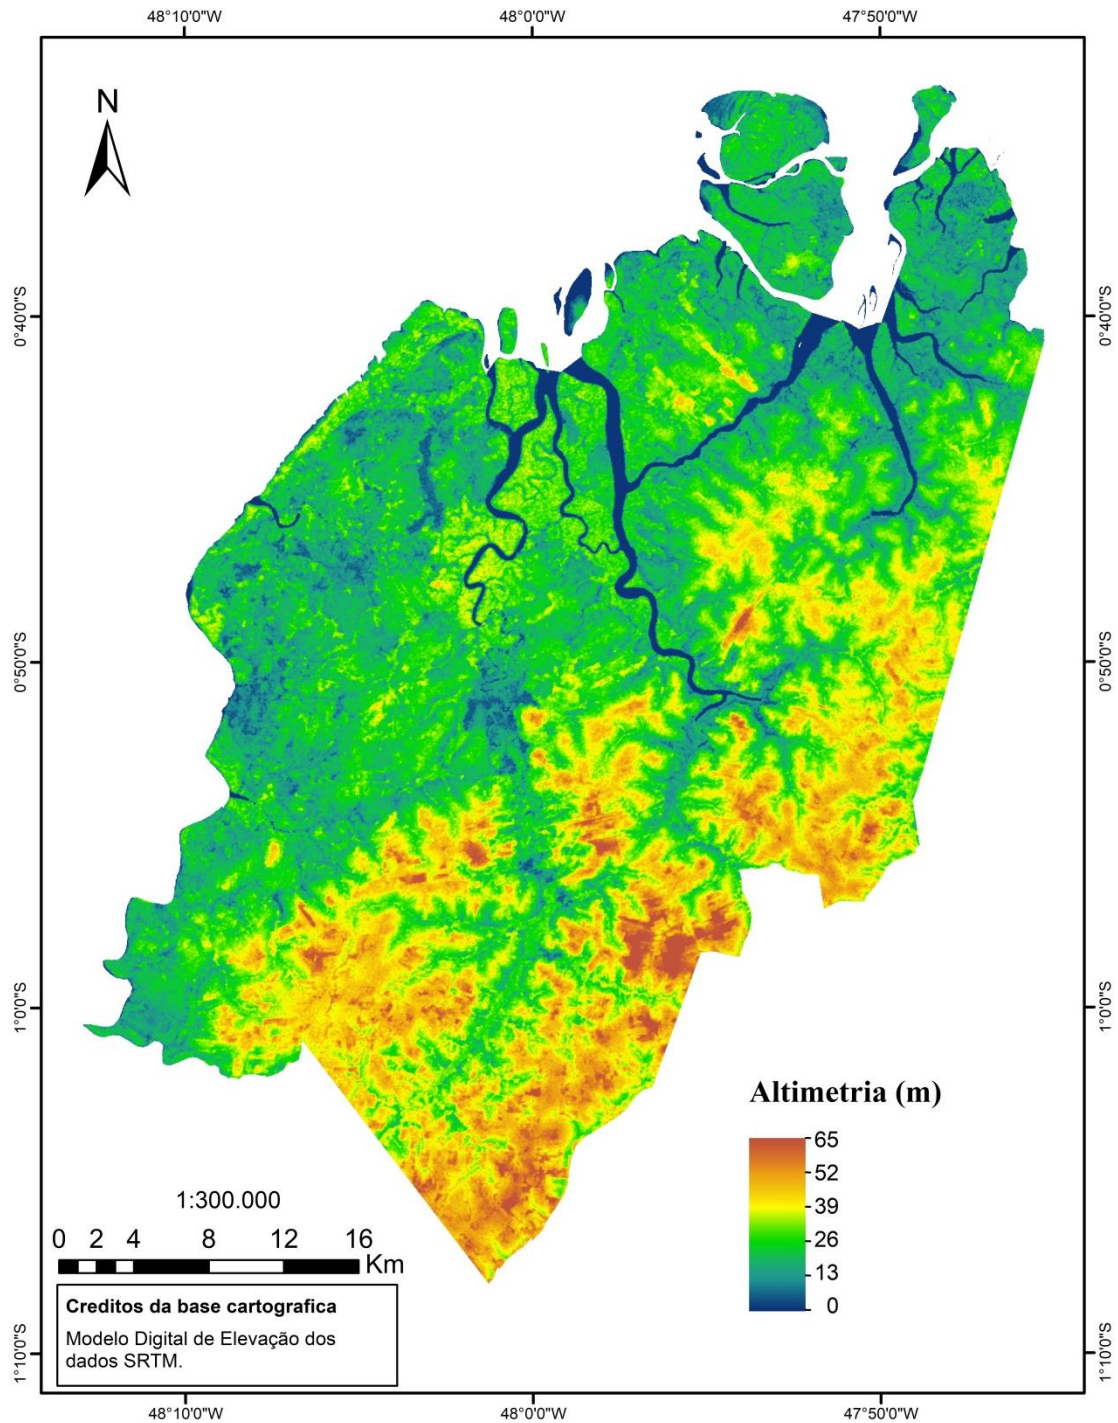 48°10'0"W 48°0'0"W 47°50'0"W
N
0°40'0"S 0°40'0"S
0°50'0"S 0°50'0"S
1°0'0"S 1°0'0"S
Altimetria (m)
65
52
39
26
13
0
1:300.000
0 2 4 8 12 16
Km
Creditos da base cartografica
Modelo Digital de Elevação dos
dados SRTM.
1°10'0"S 1°10'0"S
48°10'0"W 48°0'0"W 47°50'0"W